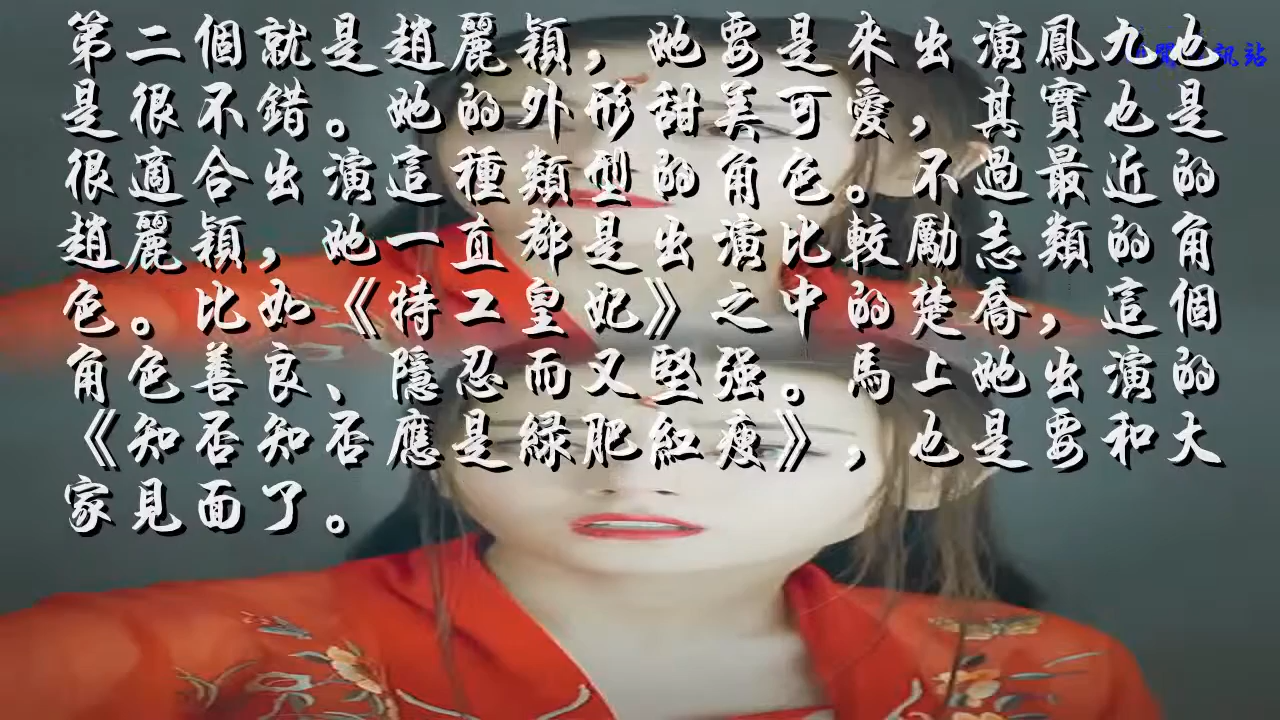 第二個就是趙麗穎，她要是來出演鳳九也
是很不錯。她的外形甜美可愛，其實也是
很適合出演這種類型的角色。不過最近的
趙麗穎，她一直都是出演比較勵志類的角
色。比如《特工皇妃》之中的楚喬，這個
角色善良、隱忍而又堅强。馬上她出演的
《知否知否應是緑肥紅瘦》，也是要和大
家見面了。
訊站